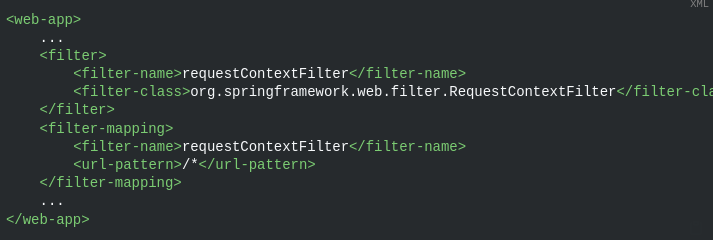 XML
<web-app>
    ...
    <filter>
        <filter-name>requestContextFilter</filter-name>
        <filter-class>org.springframework.web.filter.RequestContextFilter</filter-cla
    </filter>
    <filter-mapping>
        <filter-name>requestContextFilter</filter-name>
        <url-pattern>/*</url-pattern>
    </filter-mapping>
    ...
</web-app>